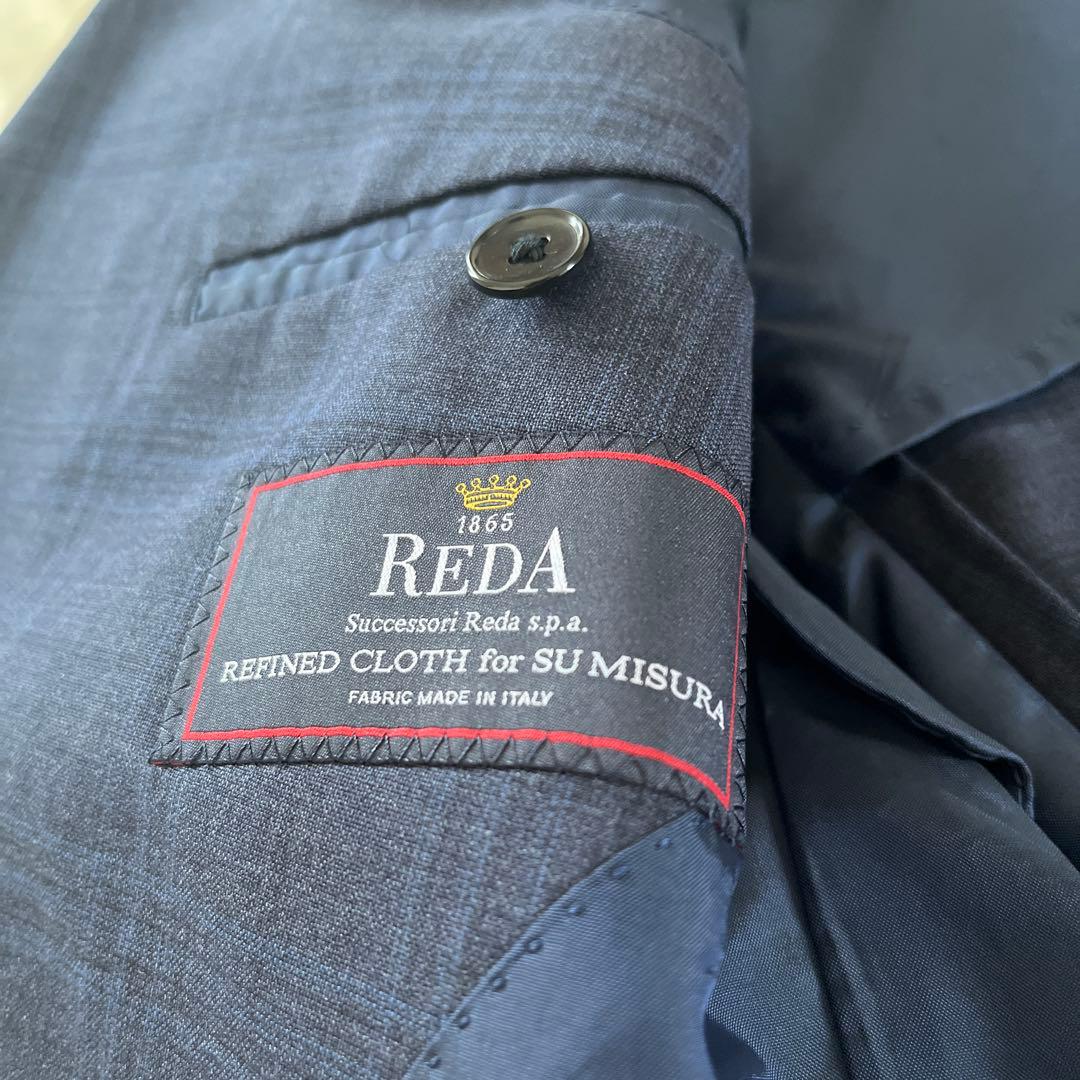 1865
REDA
Successori Reda s.p.a.
REFINED CLOTH for SU MISURA
FABRIC MADE IN ITALY